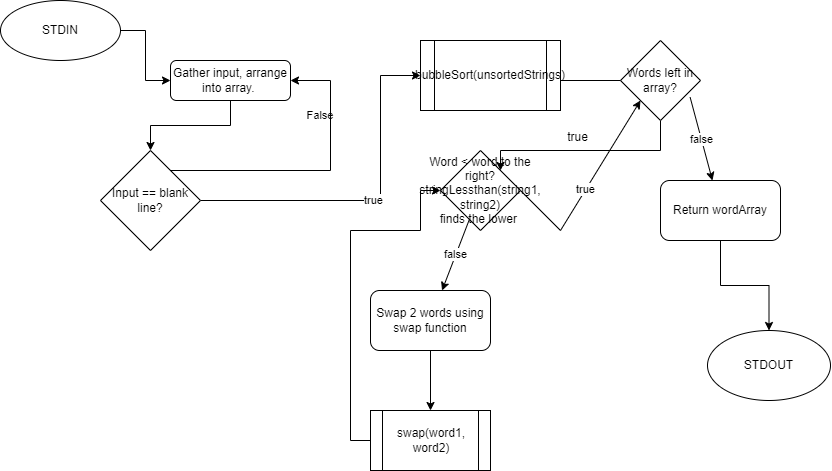 STDIN
Gather input, arrange
into array.
False
Input == blank
line?
true
bubbleSort(unsortedStrings)
Words left in
array?
true
false
Word < word to the
right?
stringLessthan(string1,
string2)
finds the lower
true
false
Return wordArray
Swap 2 words using
swap function
STDOUT
swap(word1,
word2)